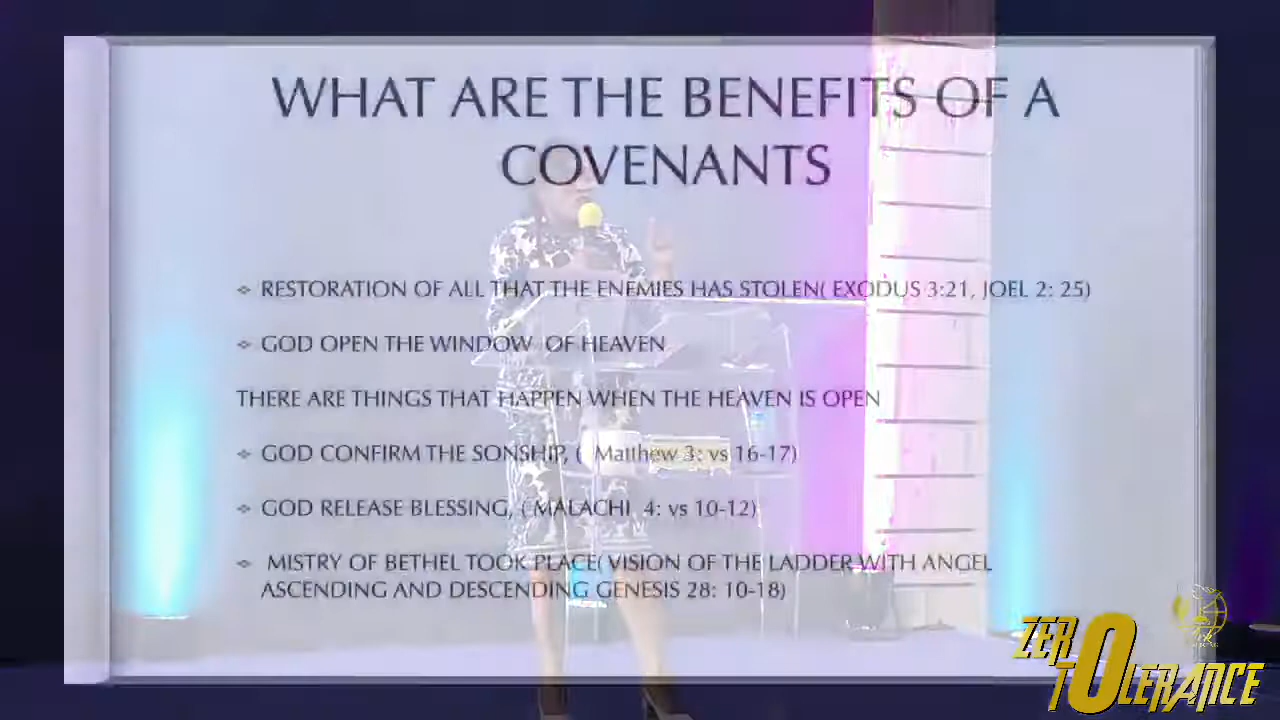 WHAT ARE THE BENEFITS OF A
COVENANTS
❖ RESTORATION OF ALL THAT THE ENEMIES HAS STOLEN( EXODUS 3:21, JOEL 2: 25)
❖ GOD OPEN THE WINDOW OF HEAVEN
THERE ARE THINGS THAT HAPPEN WHEN THE HEAVEN IS OPEN
❖ GOD CONFIRM THE SONSHIP, ( Matthew 3: vs 16-17)
❖ GOD RELEASE BLESSING, ( MALACHI 4: vs 10-12)
❖ MISTRY OF BETHEL TOOK PLACE( VISION OF THE LADDER WITH ANGEL
ASCENDING AND DESCENDING GENESIS 28: 10-18)
ZERO
TOLERANCE